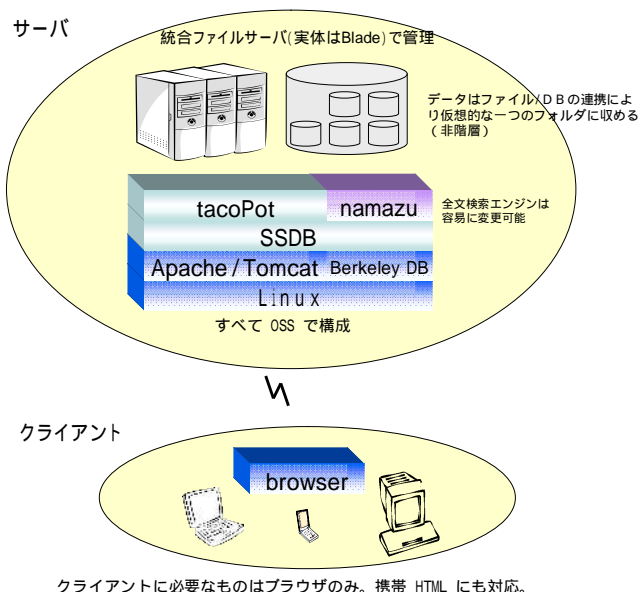 サーバ
統合ファイルサーバ(実体はBlade)で管理
データはファイル/ＤＢの連携によ
り仮想的な一つのフォルダに収める
(非階層)
tacoPot
namazu
全文検索エンジンは
容易に変更可能
SSDB
Apache/Tomcat
Berkeley DB
Linux
すべて OSS で構成
クライアント
browser
クライアントに必要なものはブラウザのみ。携帯 HTML にも対応。